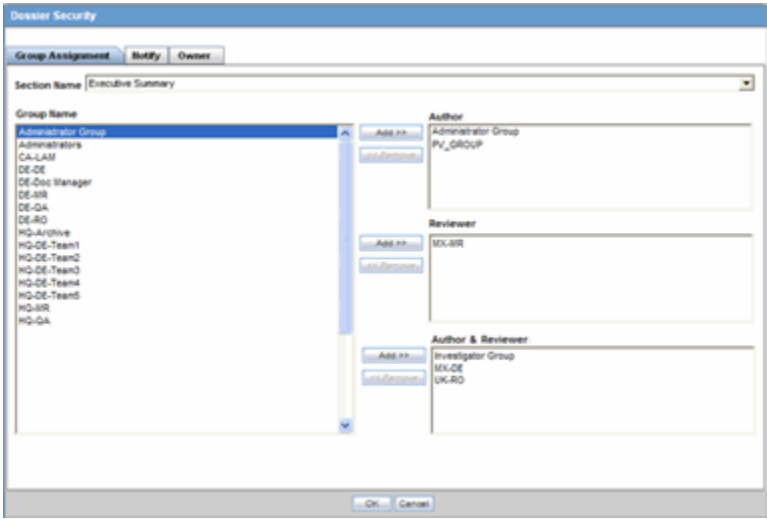 Dossier Security
Group Assignment Notify Owner
Section Name Executive Summary
Group Name
Administrator Group
Administrators
CA-LAM
DE-DE
DE-Doc Manager
DE-MR
DE-QA
DE-RO
HQ-Archive
HQ-DE-Team1
HQ-DE-Team2
HQ-DE-Team3
HQ-DE-Team4
HQ-DE-Team5
HQ-MR
HQ-QA
Add >>
<< Remove
Author
Administrator Group
PV_GROUP
Add >>
<< Remove
Reviewer
MX-MR
Add >>
<< Remove
Author & Reviewer
Investigator Group
MX-DE
UK-RO
OK Cancel